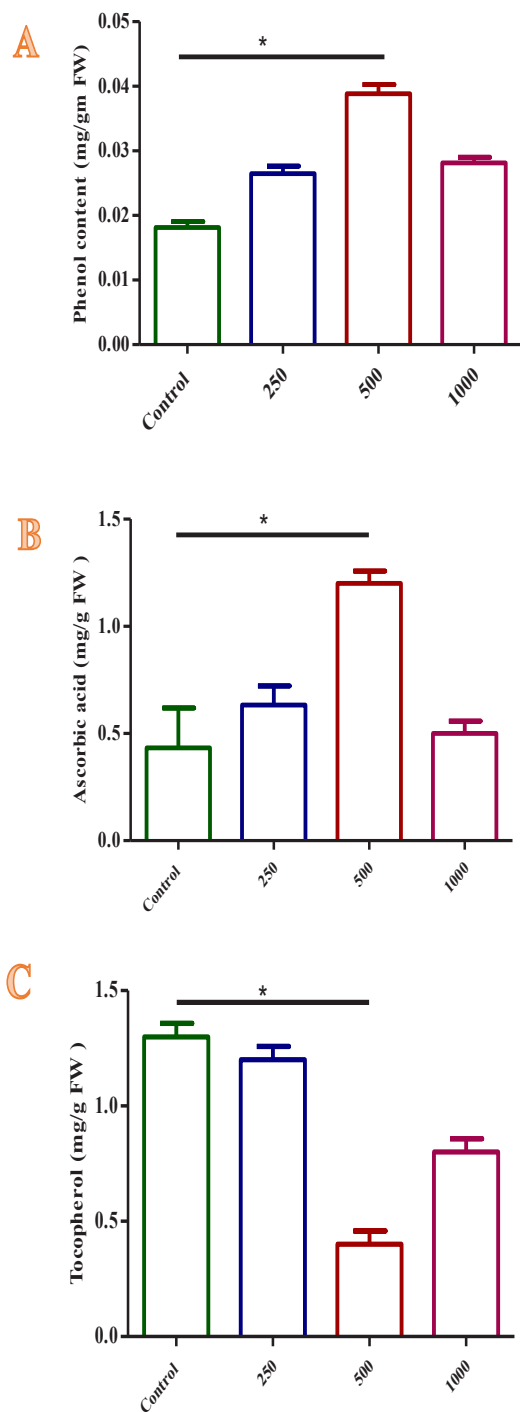 A
Phenol content (mg/gm FW)
0.05
0.04
0.03
0.02
0.01
0.00
*
Control
250
500
1000
B
Ascorbic acid (mg/g FW)
1.5
1.0
0.5
0.0
*
Control
250
500
1000
C
Tocopherol (mg/g FW )
1.5
1.0
0.5
0.0
*
Control
250
500
1000